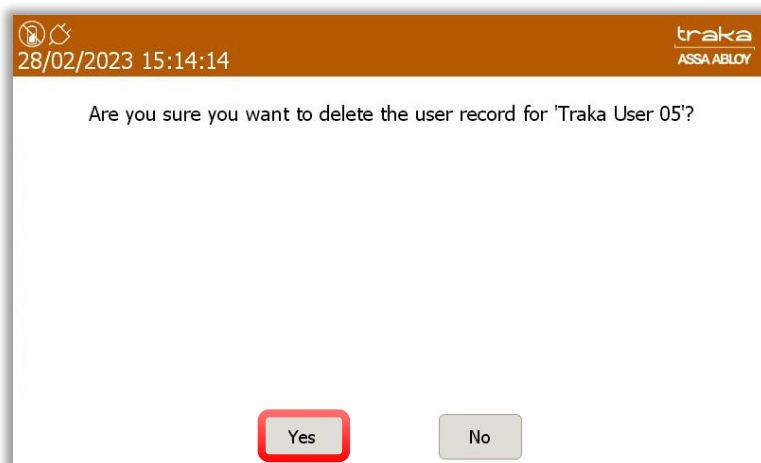 traka
28/02/2023 15:14:14
ASSA ABLOY
Are you sure you want to delete the user record for 'Traka User 05'?
Yes
No